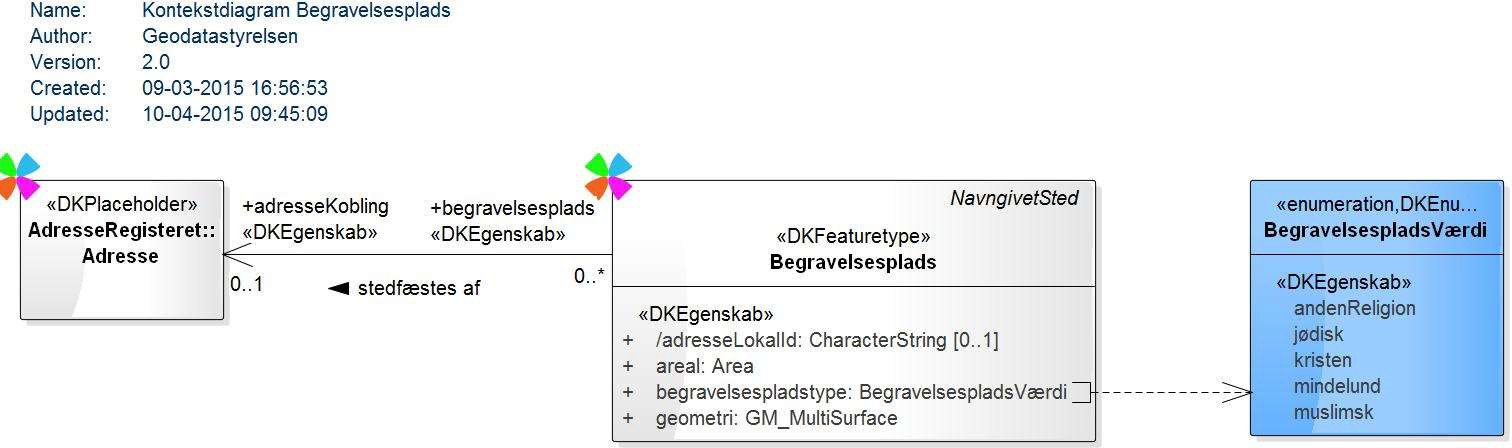 Name: Kontekstdiagram Begravelsesplads
Author: Geodatastyrelsen
Version: 2.0
Created: 09-03-2015 16:56:53
Updated: 10-04-2015 09:45:09
«DKPlaceholder»
AdresseRegisteret::
Adresse
+adresseKobling
«DKEgenskab»
0..1
+begravelsesplads
«DKEgenskab»
0..*
◄ stedfæstes af
NavngivetSted
«DKFeaturetype»
Begravelsesplads
«DKEgenskab»
+ /adresseLokalId: CharacterString [0..1]
+ areal: Area
+ begravelsespladstype: BegravelsespladsVærdi
+ geometri: GM_MultiSurface
«enumeration,DKEnu...
BegravelsespladsVærdi
«DKEgenskab»
andenReligion
jødisk
kristen
mindelund
muslimsk